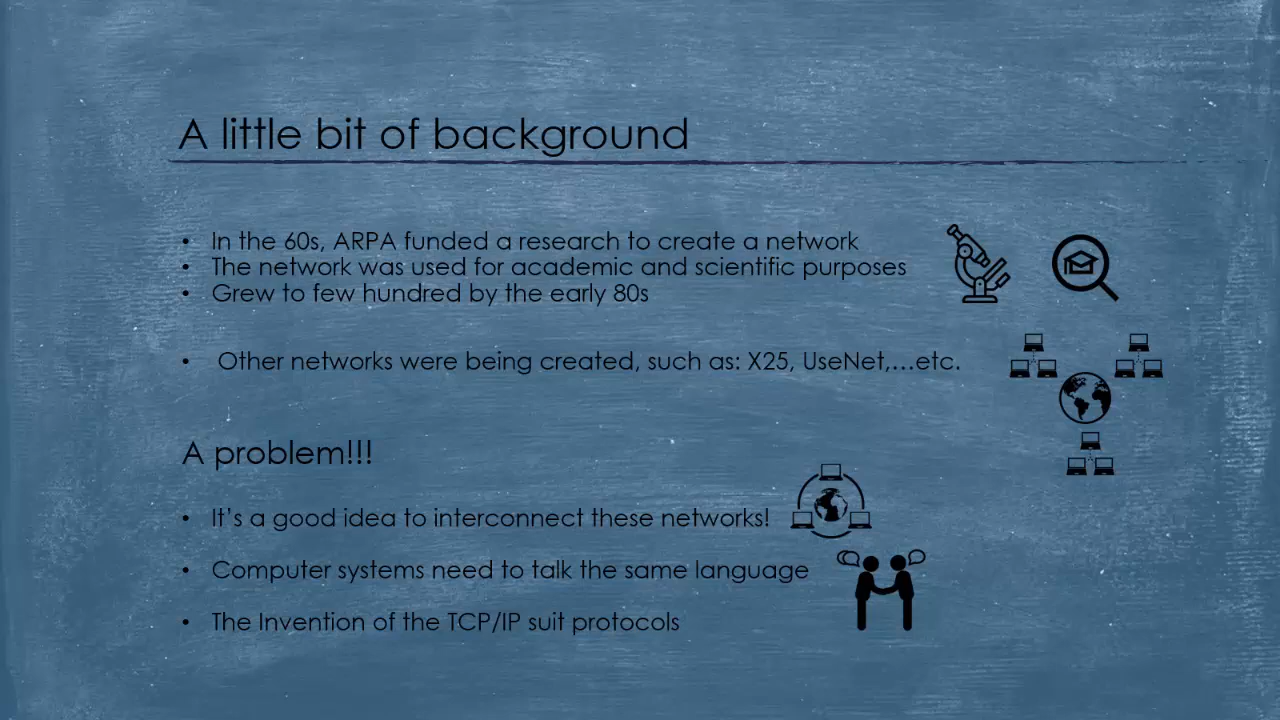 A little bit of background
• In the 60s, ARPA funded a research to create a network
• The network was used for academic and scientific purposes
• Grew to few hundred by the early 80s
• Other networks were being created, such as: X25, UseNet,...etc.
A problem!!!
• It's a good idea to interconnect these networks!
• Computer systems need to talk the same language
• The Invention of the TCP/IP suit protocols